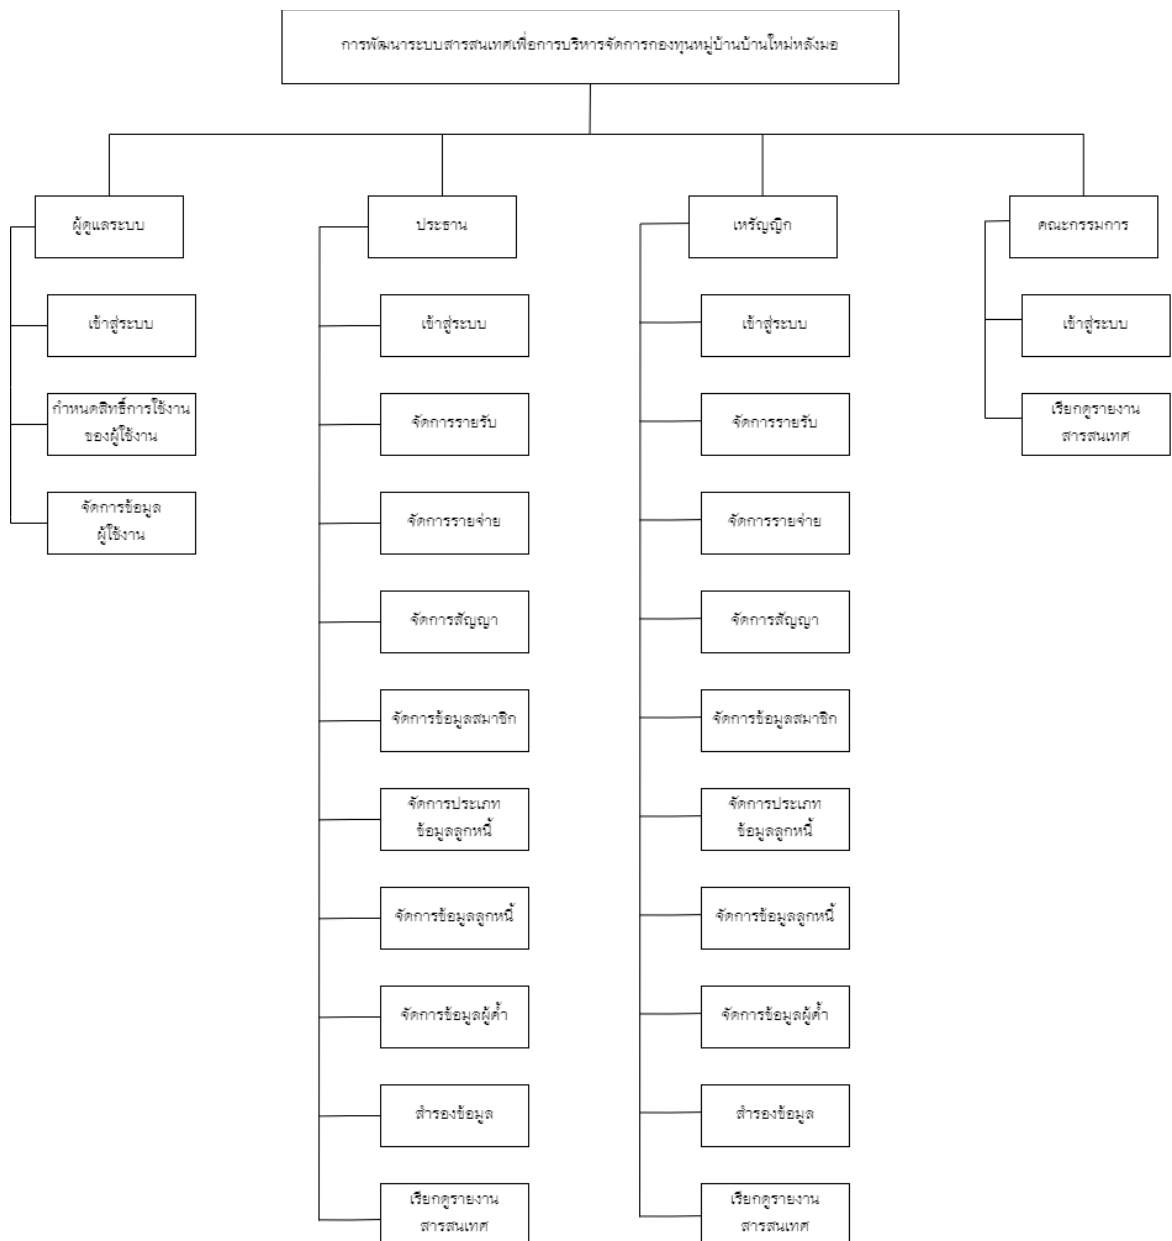 การพัฒนาระบบสารสนเทศเพื่อการบริหารจัดการกองทุนหมู่บ้านบ้านใหม่หลังมอ
ผู้ดูแลระบบ
เข้าสู่ระบบ
กำหนดสิทธิ์การใช้งาน
ของผู้ใช้งาน
จัดการข้อมูล
ผู้ใช้งาน
ประธาน
เข้าสู่ระบบ
จัดการรายรับ
จัดการรายจ่าย
จัดการสัญญา
จัดการข้อมูลสมาชิก
จัดการประเภท
ข้อมูลลูกหนี้
จัดการข้อมูลลูกหนี้
จัดการข้อมูลผู้ค้ำ
สำรองข้อมูล
เรียกดูรายงาน
สารสนเทศ
เหรัญญิก
เข้าสู่ระบบ
จัดการรายรับ
จัดการรายจ่าย
จัดการสัญญา
จัดการข้อมูลสมาชิก
จัดการประเภท
ข้อมูลลูกหนี้
จัดการข้อมูลลูกหนี้
จัดการข้อมูลผู้ค้ำ
สำรองข้อมูล
เรียกดูรายงาน
สารสนเทศ
คณะกรรมการ
เข้าสู่ระบบ
เรียกดูรายงาน
สารสนเทศ